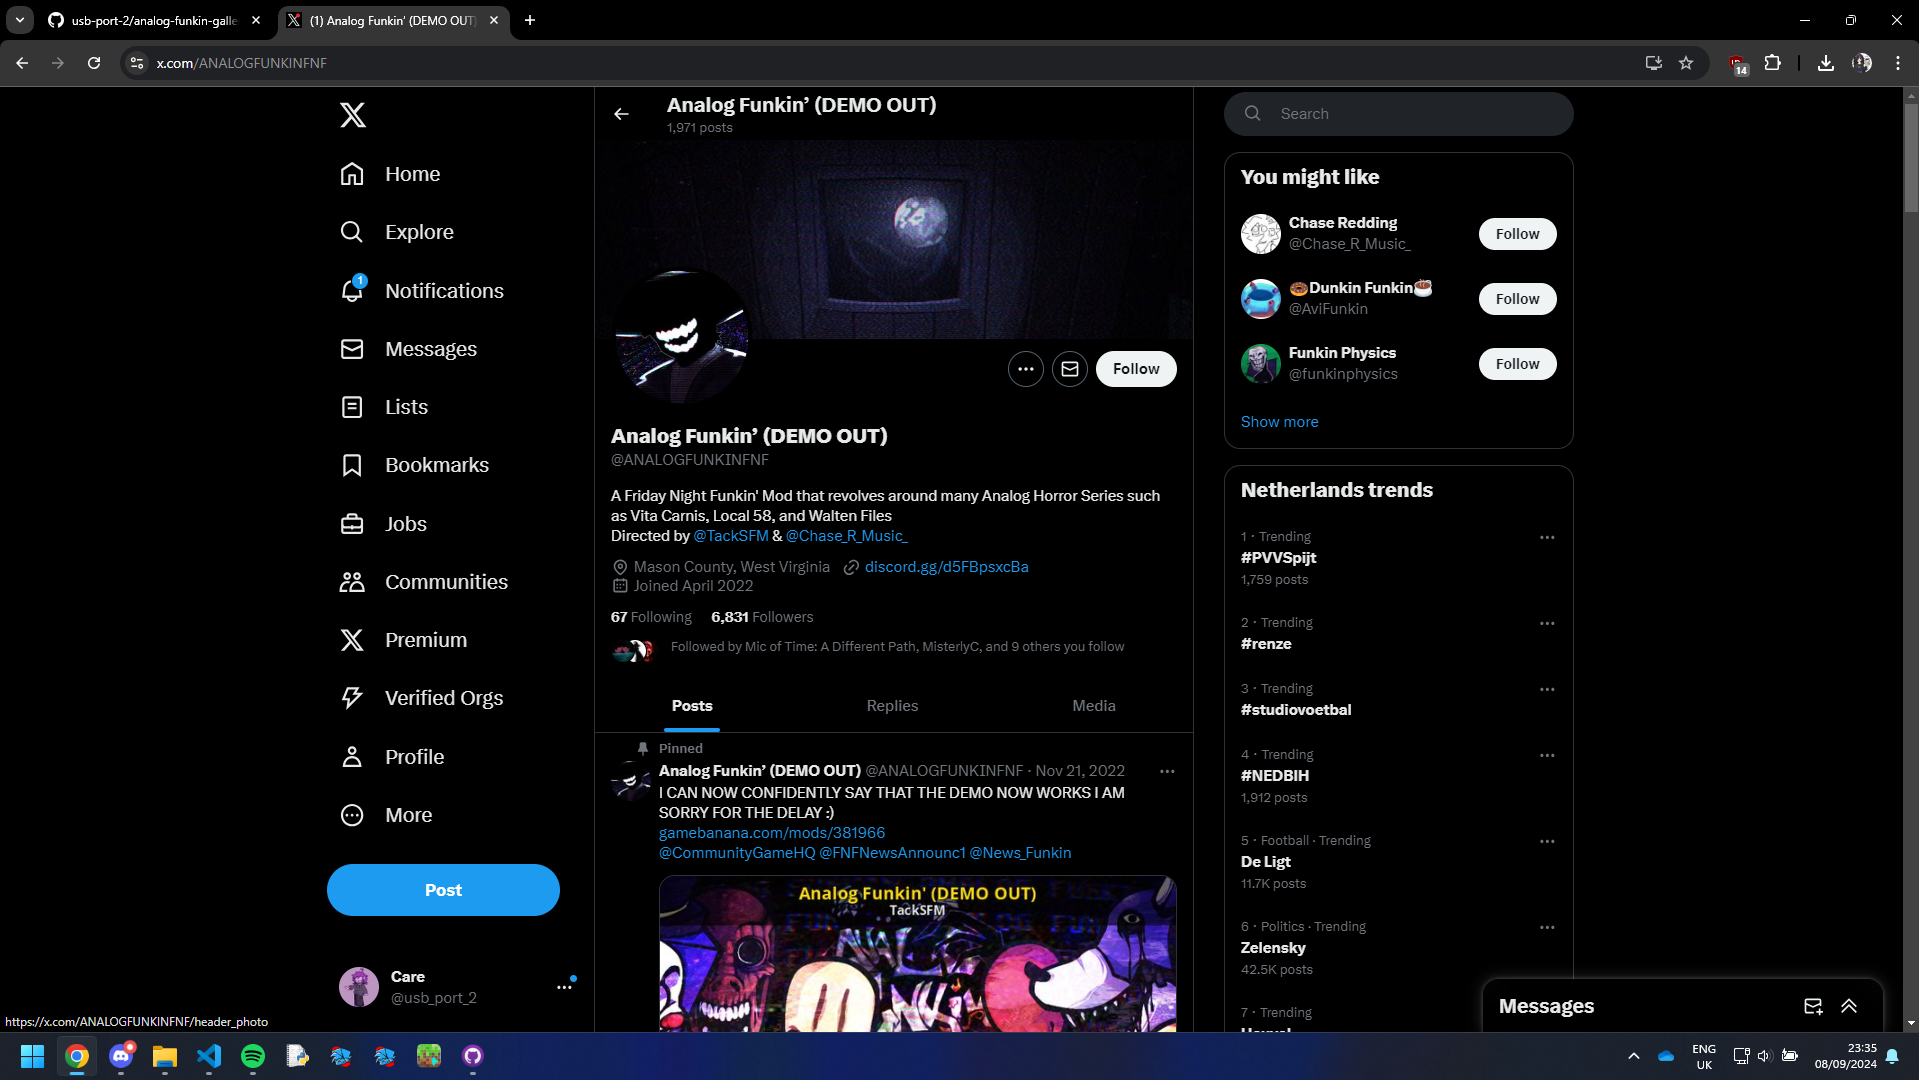 usb-port-2/analog-funkin-galle
(1) Analog Funkin’ (DEMO OUT)
x.com/ANALOGFUNKINFNF
14
Home
Explore
1
Notifications
Messages
Lists
Bookmarks
Jobs
Communities
Premium
Verified Orgs
Profile
More
Post
Care
@usb_port_2
Analog Funkin’ (DEMO OUT)
1,971 posts
Follow
Analog Funkin’ (DEMO OUT)
@ANALOGFUNKINFNF
A Friday Night Funkin' Mod that revolves around many Analog Horror Series such
as Vita Carnis, Local 58, and Walten Files
Directed by @TackSFM & @Chase_R_Music_
Mason County, West Virginia discord.gg/d5FBpsxcBa
Joined April 2022
67 Following 6,831 Followers
Followed by Mic of Time: A Different Path, MisterlyC, and 9 others you follow
Posts Replies Media
Pinned
Analog Funkin’ (DEMO OUT) @ANALOGFUNKINFNF · Nov 21, 2022
I CAN NOW CONFIDENTLY SAY THAT THE DEMO NOW WORKS I AM
SORRY FOR THE DELAY :)
gamebanana.com/mods/381966
@CommunityGameHQ @FNFNewsAnnounc1 @News_Funkin
Analog Funkin' (DEMO OUT)
TackSFM
Search
You might like
Chase Redding
@Chase_R_Music_
Follow
🍩Dunkin Funkin☕
@AviFunkin
Follow
Funkin Physics
@funkinphysics
Follow
Show more
Netherlands trends
1 · Trending
#PVVSpijt
1,759 posts
2 · Trending
#renze
3 · Trending
#studiovoetbal
4 · Trending
#NEDBIH
1,912 posts
5 · Football · Trending
De Ligt
11.7K posts
6 · Politics · Trending
Zelensky
42.5K posts
7 · Trending
Messages
https://x.com/ANALOGFUNKINFNF/header_photo
ENG
UK
23:35
08/09/2024